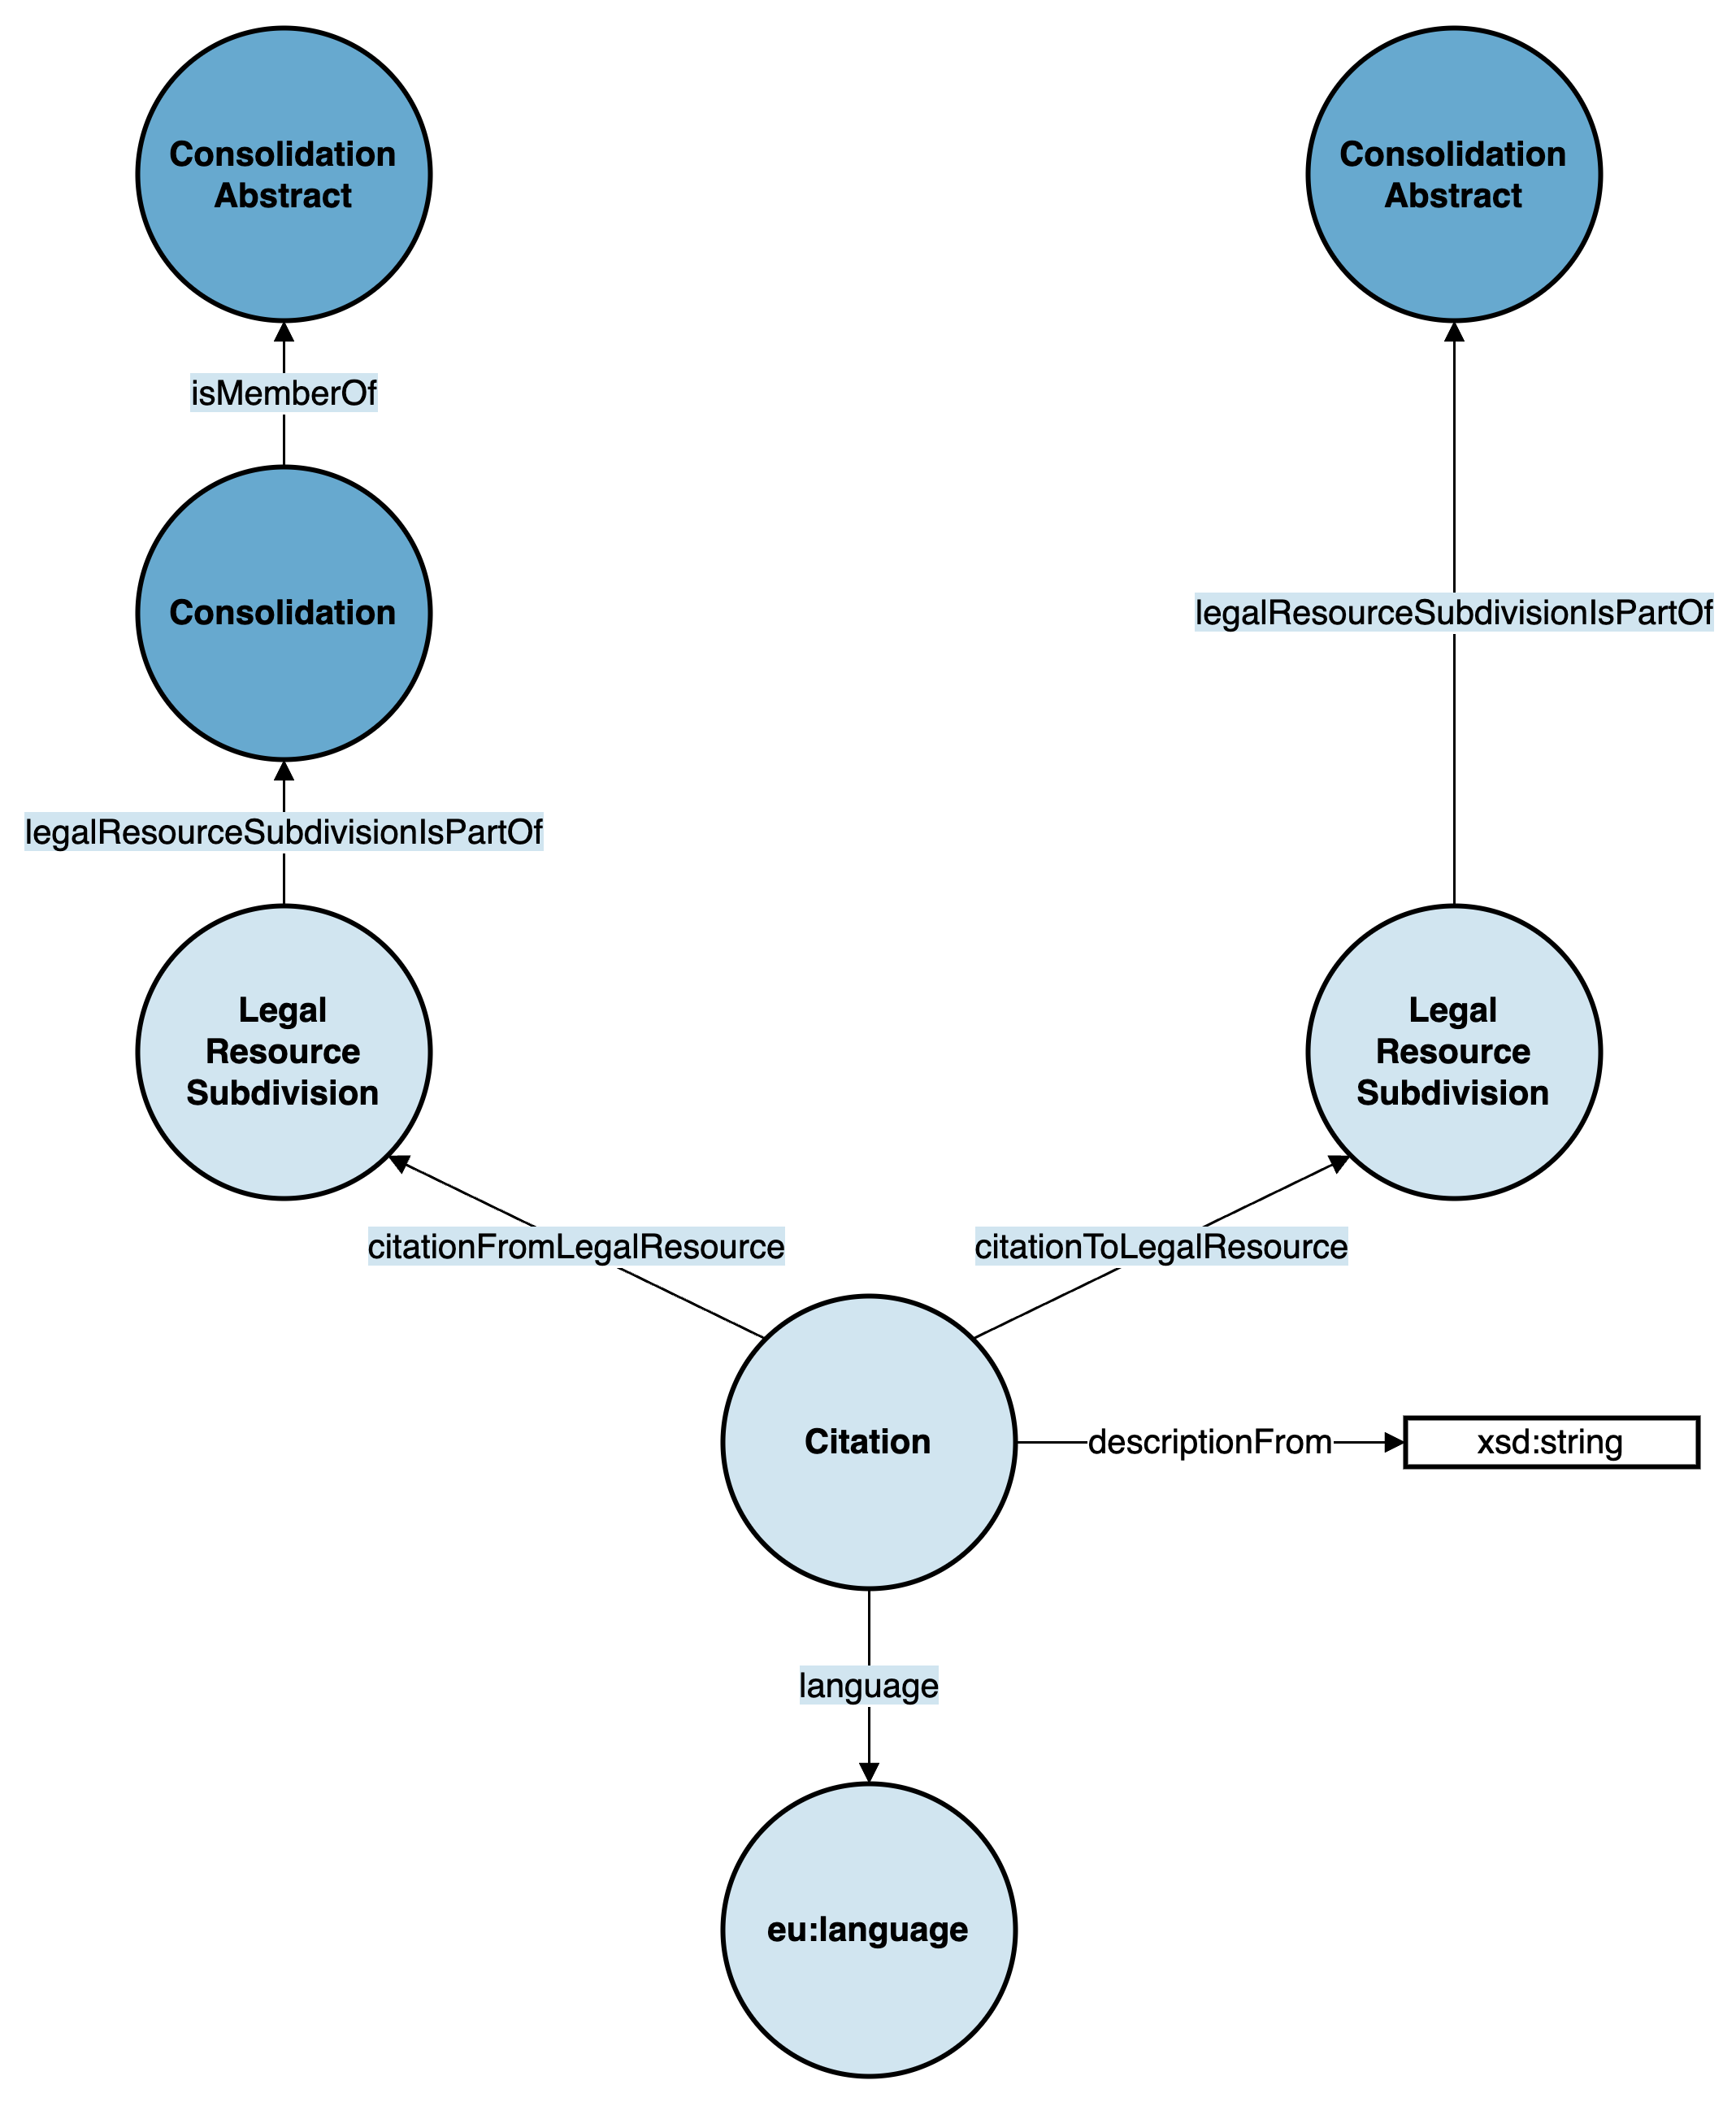 Consolidation
Abstract
Consolidation
Abstract
isMemberOf
Consolidation
legalResourceSubdivisionIsPartOf
legalResourceSubdivisionIsPartOf
Legal
Resource
Subdivision
Legal
Resource
Subdivision
citationFromLegalResource
citationToLegalResource
Citation
descriptionFrom
xsd:string
language
eu:language